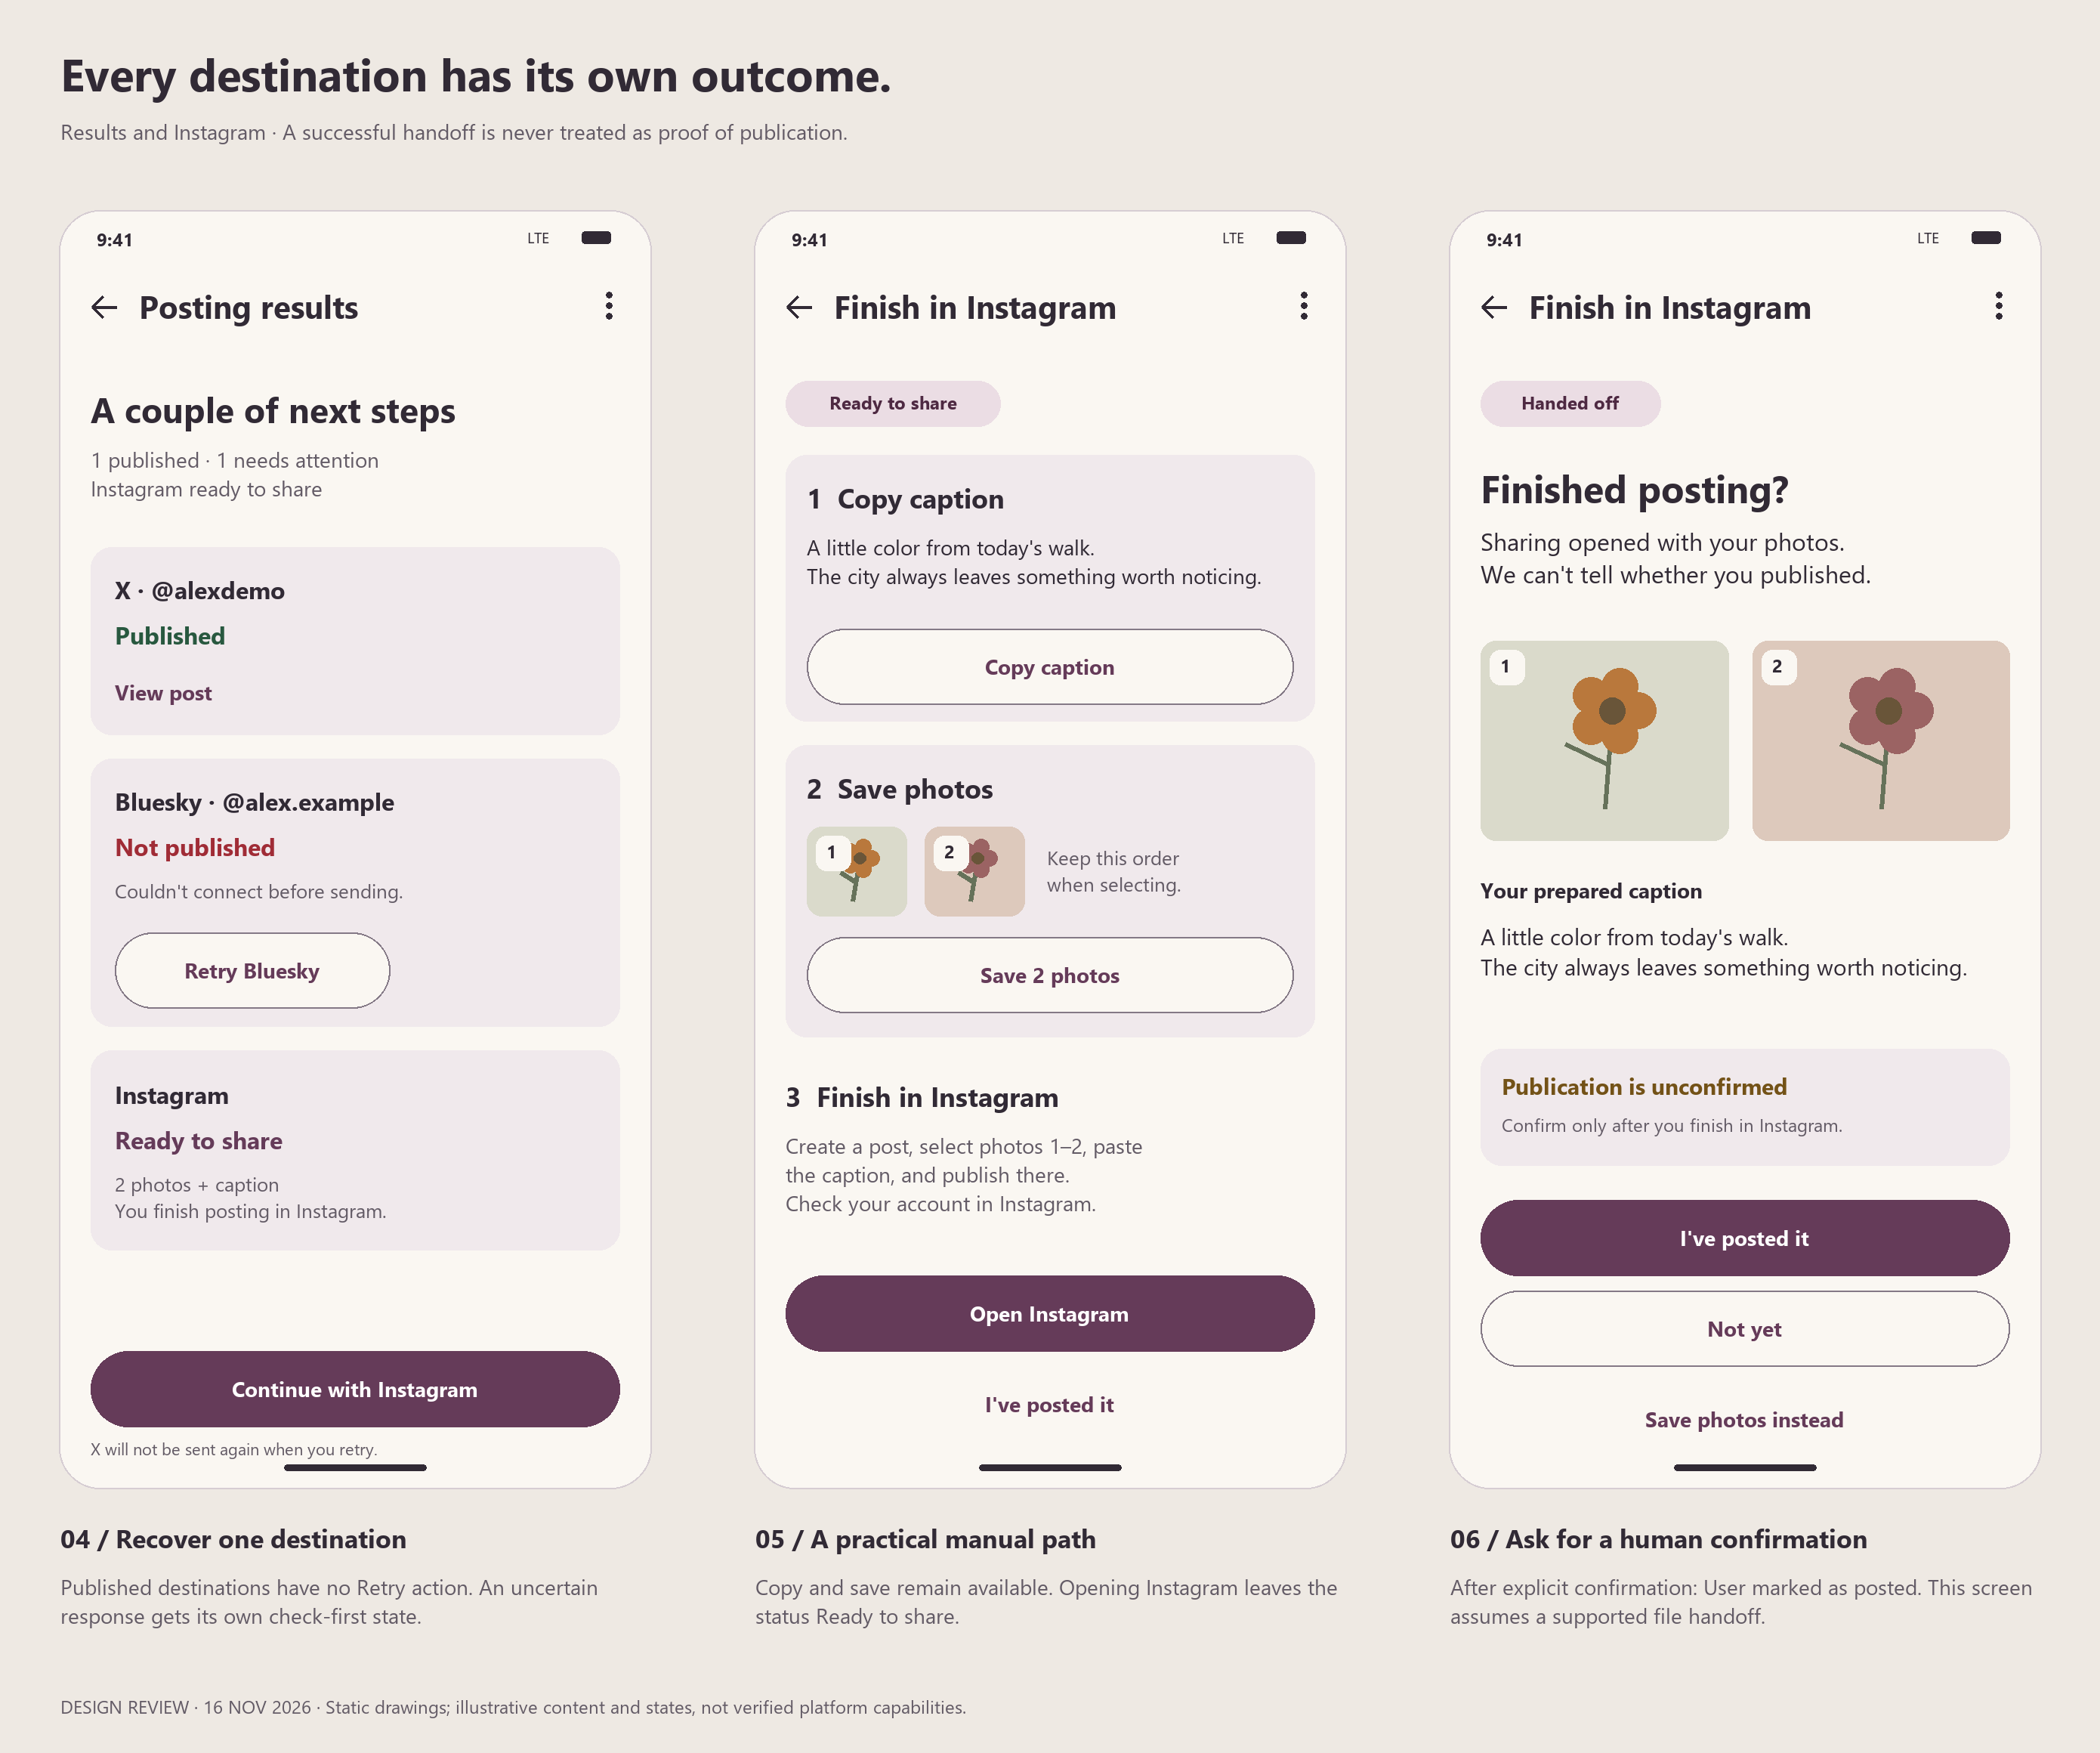 Every destination has its own outcome.
Results and Instagram · A successful handoff is never treated as proof of publication.
9:41
LTE
Posting results
A couple of next steps
1 published · 1 needs attention
Instagram ready to share
X · @alexdemo
Published
View post
Bluesky · @alex.example
Not published
Couldn't connect before sending.
Retry Bluesky
Instagram
Ready to share
2 photos + caption
You finish posting in Instagram.
Continue with Instagram
X will not be sent again when you retry.
04 / Recover one destination
Published destinations have no Retry action. An uncertain
response gets its own check-first state.
9:41
LTE
Finish in Instagram
Ready to share
1 Copy caption
A little color from today's walk.
The city always leaves something worth noticing.
Copy caption
2 Save photos
1
2
Keep this order
when selecting.
Save 2 photos
3 Finish in Instagram
Create a post, select photos 1–2, paste
the caption, and publish there.
Check your account in Instagram.
Open Instagram
I've posted it
05 / A practical manual path
Copy and save remain available. Opening Instagram leaves the
status Ready to share.
9:41
LTE
Finish in Instagram
Handed off
Finished posting?
Sharing opened with your photos.
We can't tell whether you published.
1
2
Your prepared caption
A little color from today's walk.
The city always leaves something worth noticing.
Publication is unconfirmed
Confirm only after you finish in Instagram.
I've posted it
Not yet
Save photos instead
06 / Ask for a human confirmation
After explicit confirmation: User marked as posted. This screen
assumes a supported file handoff.
DESIGN REVIEW · 16 NOV 2026 · Static drawings; illustrative content and states, not verified platform capabilities.